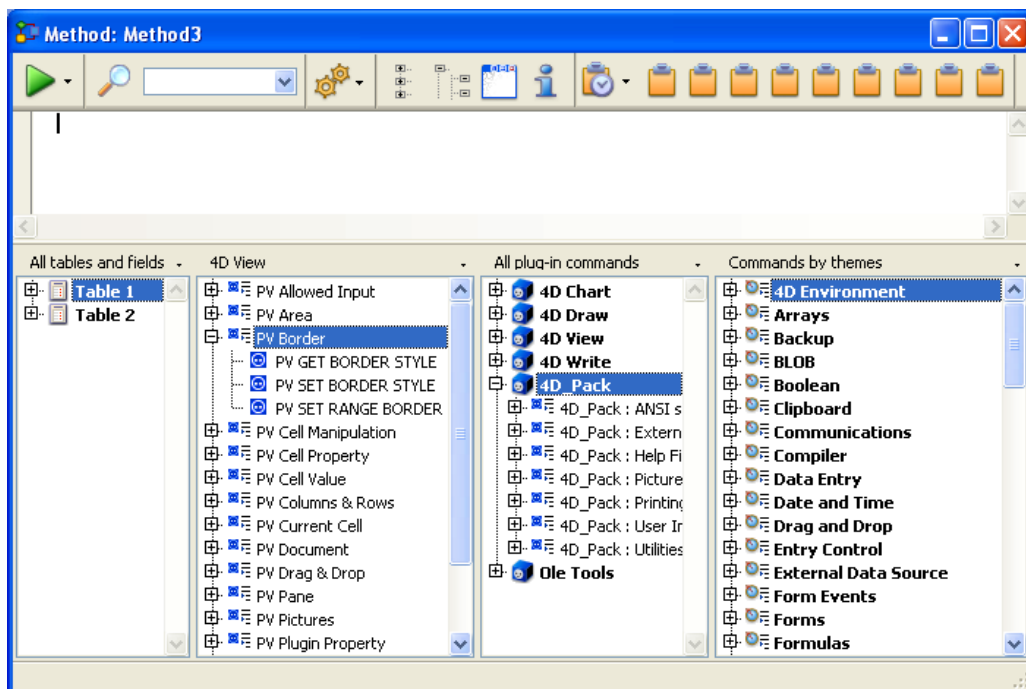 Method: Method3
All tables and fields
4D View
All plug-in commands
Commands by themes
Table 1
Table 2
PV Allowed Input
PV Area
PV Border
PV GET BORDER STYLE
PV SET BORDER STYLE
PV SET RANGE BORDER
PV Cell Manipulation
PV Cell Property
PV Cell Value
PV Columns & Rows
PV Current Cell
PV Document
PV Drag & Drop
PV Pane
PV Pictures
PV Plugin Property
4D Chart
4D Draw
4D View
4D Write
4D_Pack
4D_Pack : ANSI s
4D_Pack : Extern
4D_Pack : Help Fi
4D_Pack : Picture
4D_Pack : Printing
4D_Pack : User In
4D_Pack : Utilities
Ole Tools
4D Environment
Arrays
Backup
BLOB
Boolean
Clipboard
Communications
Compiler
Data Entry
Date and Time
Drag and Drop
Entry Control
External Data Source
Form Events
Forms
Formulas